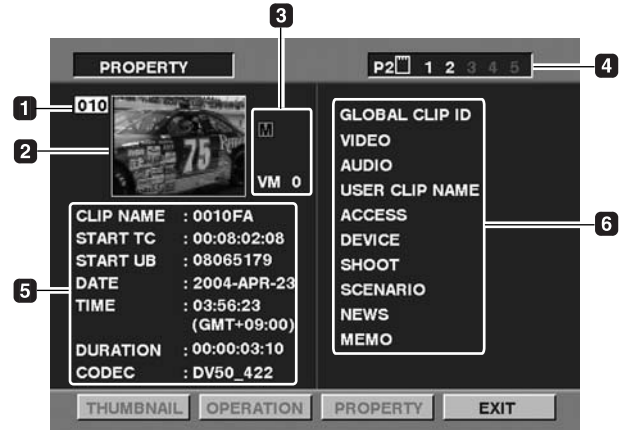 3
PROPERTY
P2 1 2 3 4 5
4
1
010
2
75
M
VM 0
GLOBAL CLIP ID
VIDEO
AUDIO
USER CLIP NAME
ACCESS
DEVICE
SHOOT
SCENARIO
NEWS
MEMO
6
5
CLIP NAME : 0010FA
START TC : 00:08:02:08
START UB : 08065179
DATE : 2004-APR-23
TIME : 03:56:23
(GMT+09:00)
DURATION : 00:00:03:10
CODEC : DV50_422
THUMBNAIL OPERATION PROPERTY EXIT